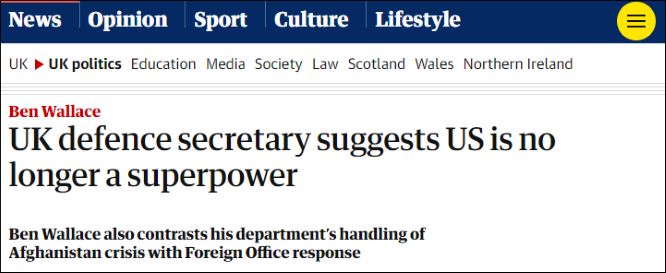 News Opinion Sport Culture Lifestyle
UK UK politics Education Media Society Law Scotland Wales Northern Ireland
Ben Wallace
UK defence secretary suggests US is no
longer a superpower
Ben Wallace also contrasts his department's handling of
Afghanistan crisis with Foreign Office response